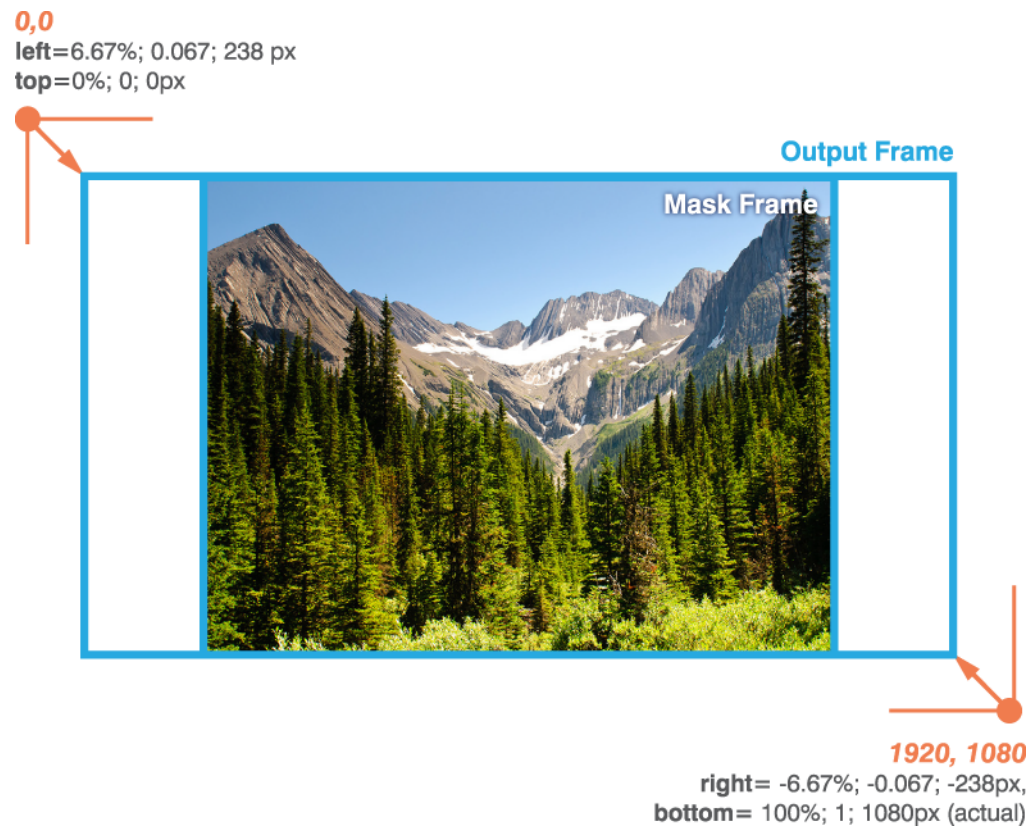 0,0
left=6.67%; 0.067; 238 px
top=0%; 0; 0px
Output Frame
Mask Frame
1920, 1080
right= -6.67%; -0.067; -238px,
bottom= 100%; 1; 1080px (actual)